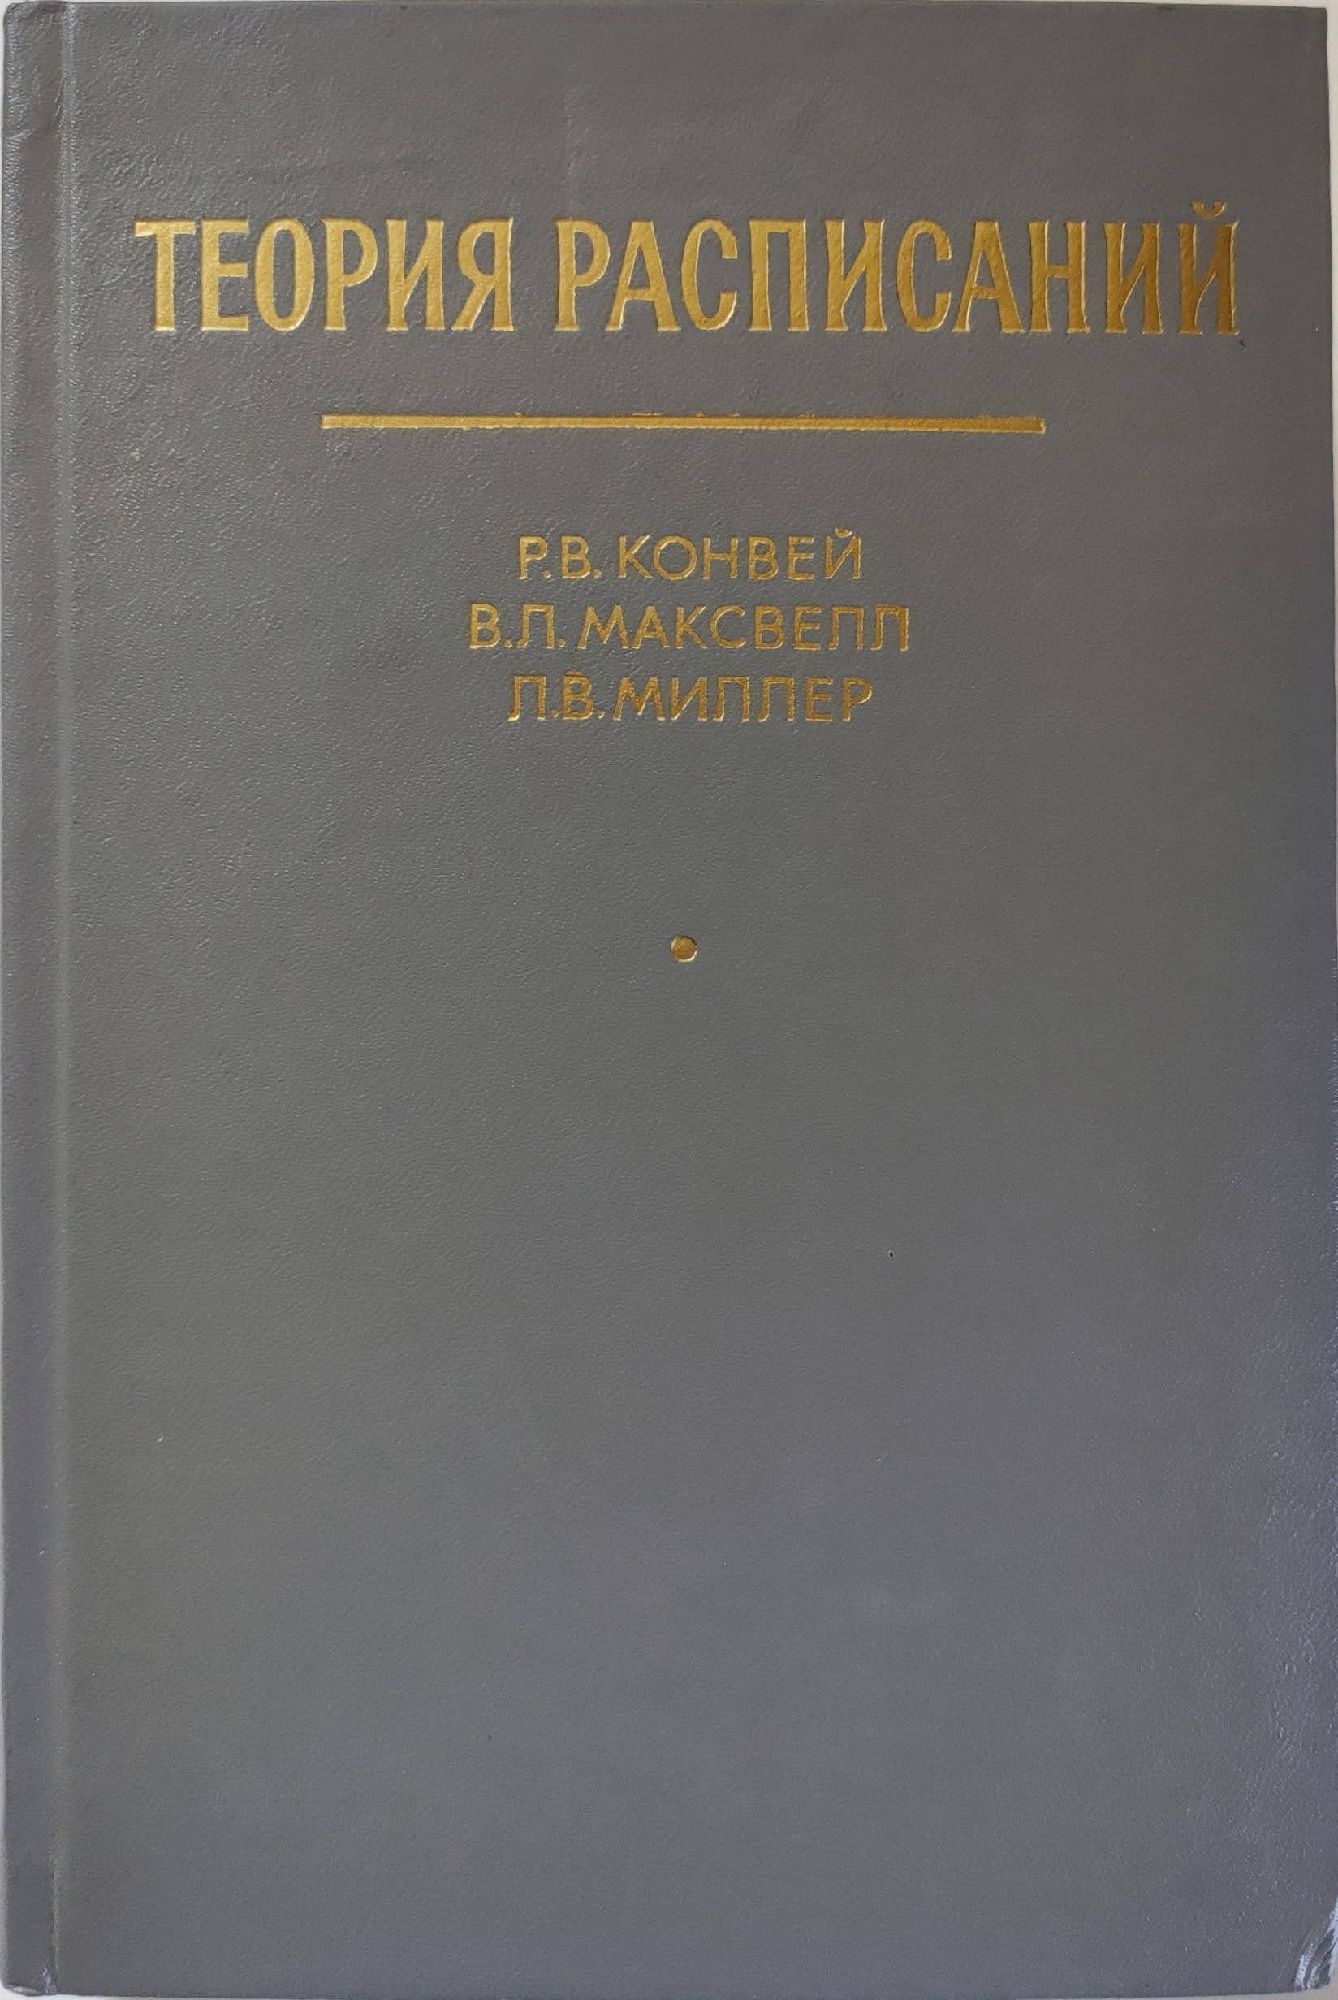 ТЕОРИЯ РАСПИСАНИЙ
Р.В. КОНВЕЙ
В.Л. МАКСВЕЛЛ
Л.В. МИЛЛЕР